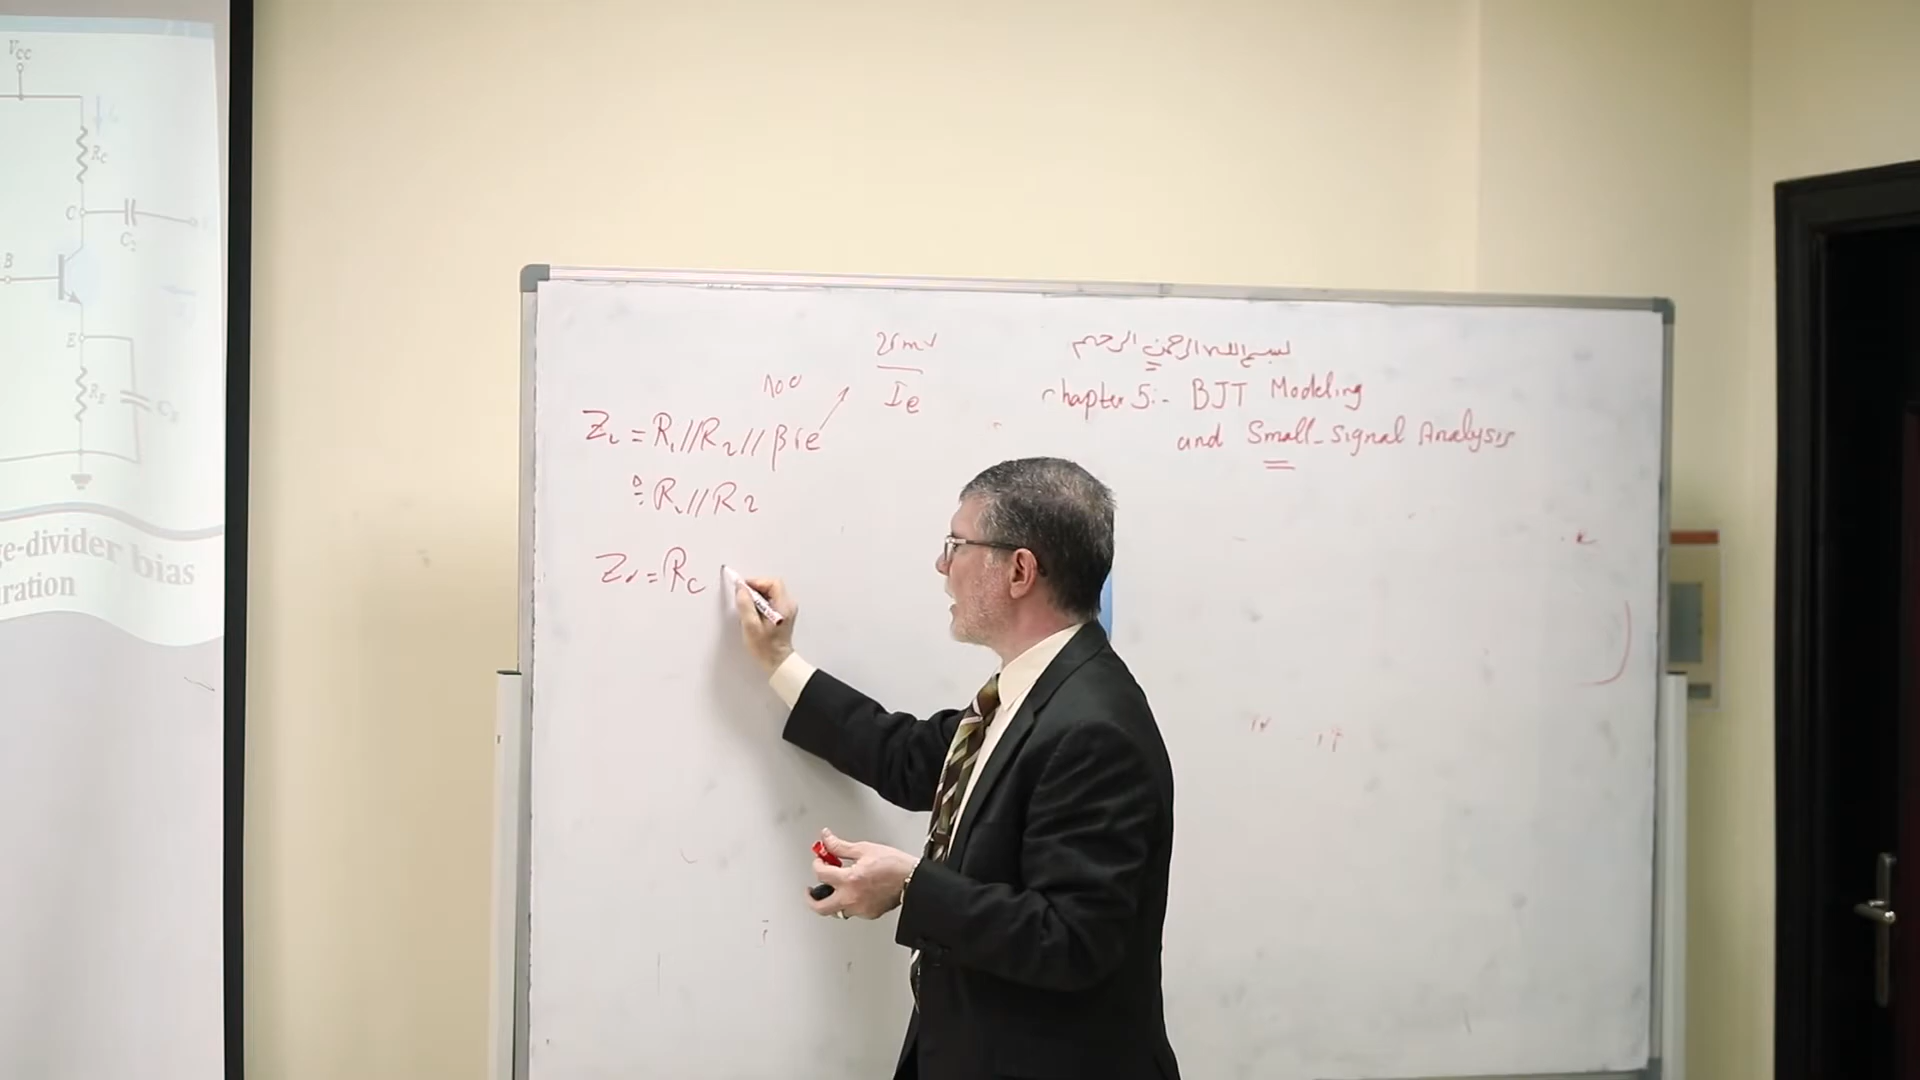 VCC
RC
C
C2
B
E
RE
CE
ge-divider bias
ration
25mv
Ie
100
Zi = R1//R2//βre
≅ R1//R2
Zo = Rc
بسم الله الرحمن الرحيم
chapter 5:- BJT Modeling
and Small-Signal Analysis